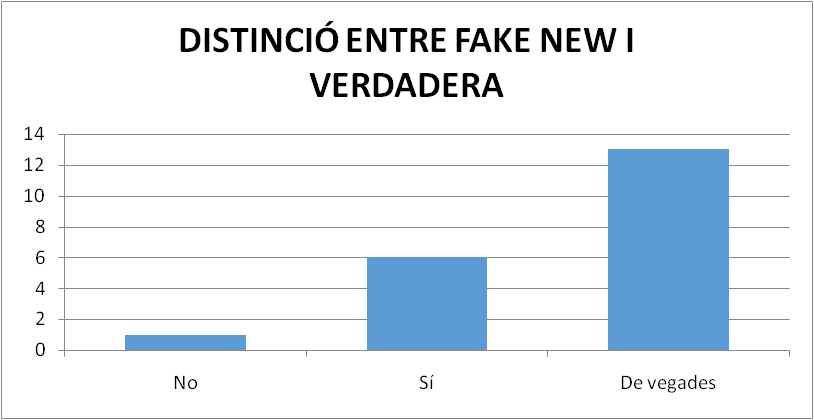 DISTINCIÓ ENTRE FAKE NEW I
VERDADERA
14
12
10
8
6
4
2
0
No
Sí
De vegades